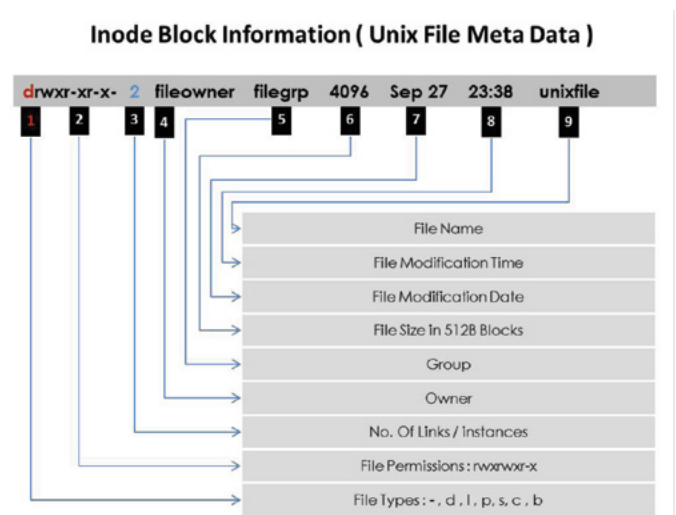 Inode Block Information ( Unix File Meta Data )
drwxr-xr-x- 2 fileowner filegrp 4096 Sep 27 23:38 unixfile
1 2 3 4 5 6 7 8 9
File Name
File Modification Time
File Modification Date
File Size in 512B Blocks
Group
Owner
No. Of Links / instances
File Permissions : rwxrwxr-x
File Types : - , d , l , p , s, c , b